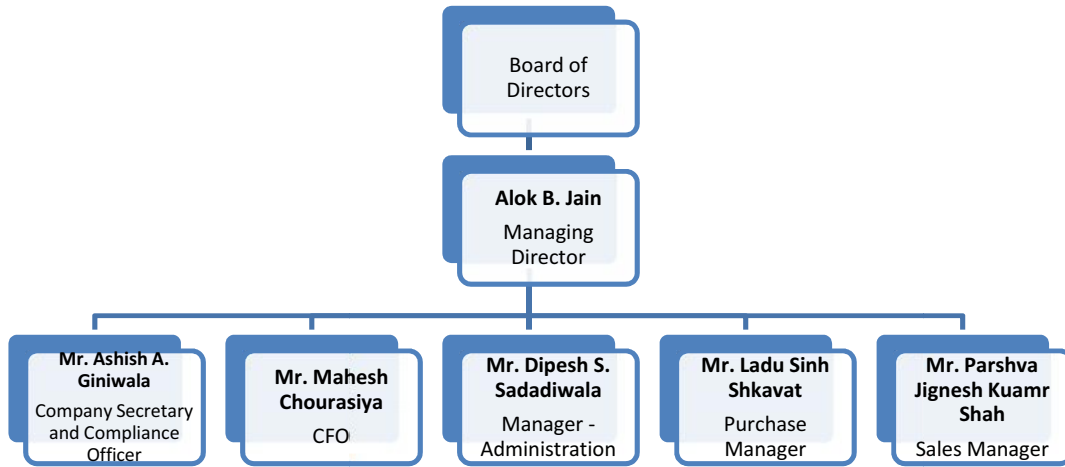 Board of
Directors
Alok B. Jain
Managing
Director
Mr. Ashish A.
Giniwala
Company Secretary
and Compliance
Officer
Mr. Mahesh
Chourasiya
CFO
Mr. Dipesh S.
Sadadiwala
Manager -
Administration
Mr. Ladu Sinh
Shkavat
Purchase
Manager
Mr. Parshva
Jignesh Kuamr
Shah
Sales Manager